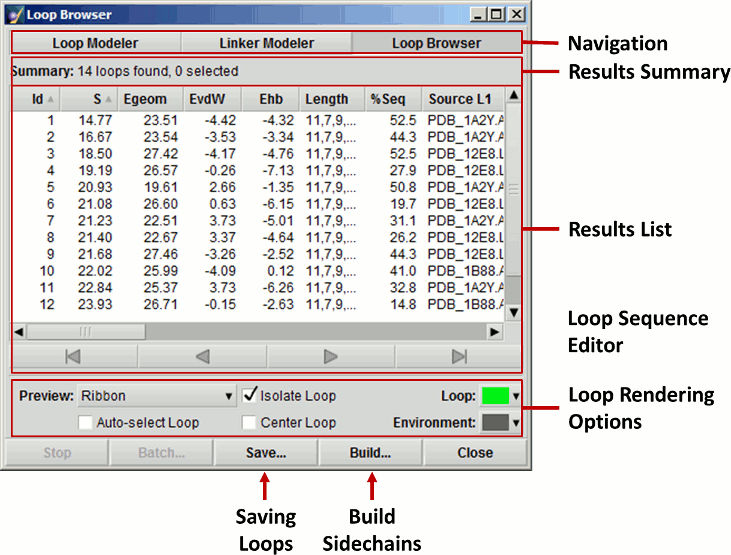 Loop Browser
Loop Modeler Linker Modeler Loop Browser
Navigation
Summary: 14 loops found, 0 selected
Results Summary
Id S Egeom EvdW Ehb Length %Seq Source L1
1 14.77 23.51 -4.42 -4.32 11,7,9,... 52.5 PDB_1A2Y.A
2 16.67 23.54 -3.53 -3.34 11,7,9,... 44.3 PDB_1A2Y.A
3 18.50 27.42 -4.17 -4.76 11,7,9,... 52.5 PDB_12E8.L
4 19.19 26.57 -0.26 -7.13 11,7,9,... 27.9 PDB_12E8.L
5 20.93 19.61 2.66 -1.35 11,7,9,... 50.8 PDB_1A2Y.A
6 21.08 26.60 0.63 -6.15 11,7,9,... 19.7 PDB_12E8.L
7 21.23 22.51 3.73 -5.01 11,7,9,... 31.1 PDB_1A2Y.A
8 21.40 22.67 3.37 -4.64 11,7,9,... 26.2 PDB_12E8.L
9 21.68 27.46 -3.26 -2.52 11,7,9,... 44.3 PDB_12E8.L
10 22.02 25.99 -4.09 0.12 11,7,9,... 41.0 PDB_1B88.A
11 22.84 25.37 3.73 -6.26 11,7,9,... 32.8 PDB_1A2Y.A
12 23.93 26.71 -0.15 -2.63 11,7,9,... 14.8 PDB_1B88.A
Results List
Loop Sequence
Editor
Preview: Ribbon Isolate Loop Loop:
Auto-select Loop Center Loop Environment:
Loop Rendering
Options
Stop Batch... Save... Build... Close
Saving
Loops
Build
Sidechains